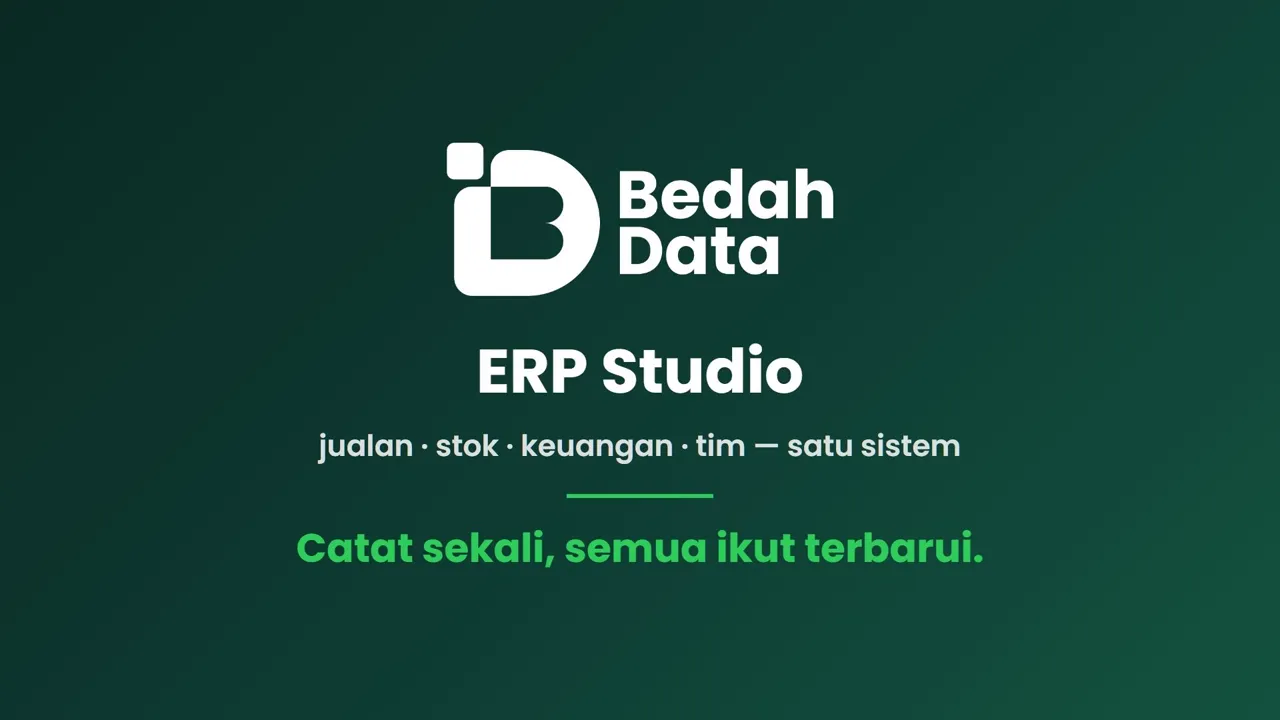 Bedah
Data
ERP Studio
jualan · stok · keuangan · tim — satu sistem
Catat sekali, semua ikut terbarui.